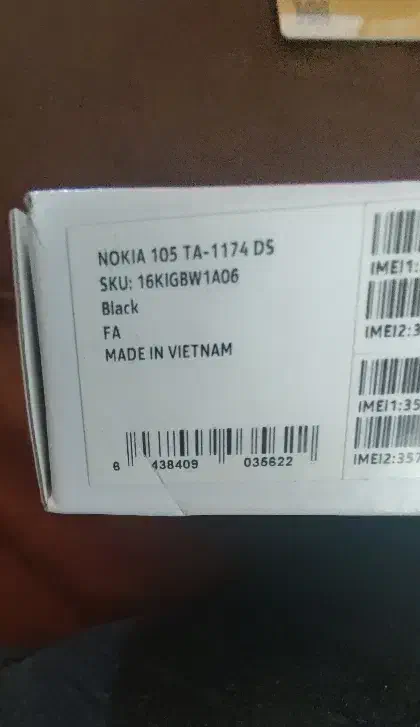 NOKIA 105 TA-1174 DS
SKU: 16KIGBW1A06
Black
FA
MADE IN VIETNAM
6 438409 035622
IMEI1:
IMEI2:3
IMEI1:35
IMEI2:357